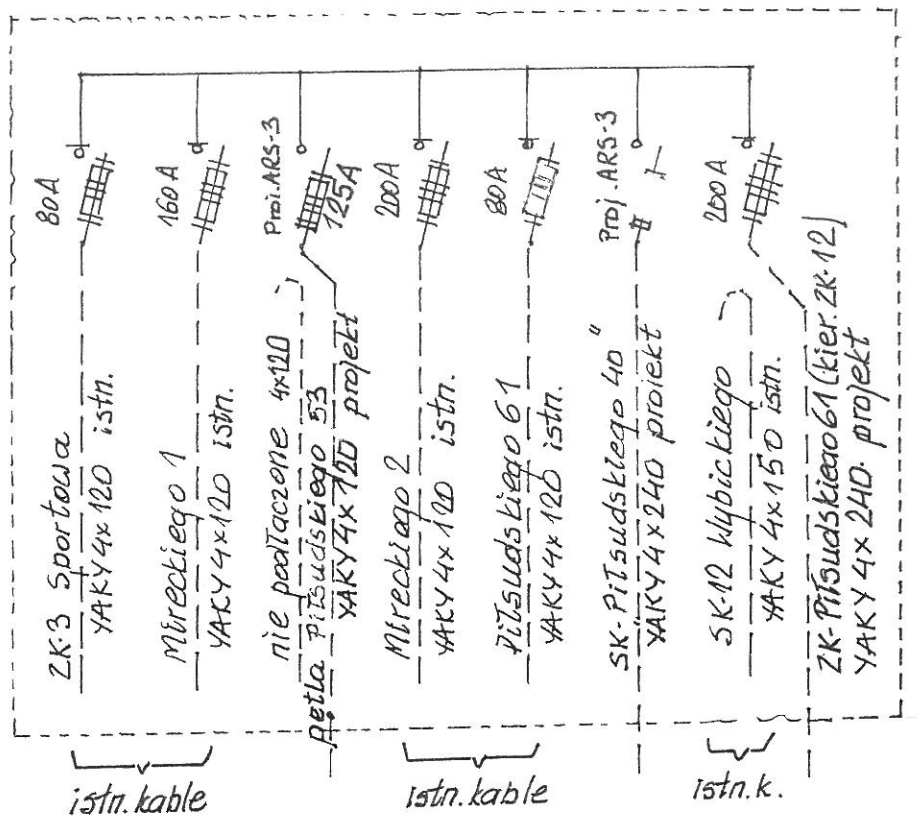 80A
ZK-3 Sportowa
YAKY 4x120 istn.
160A
Mireckiego 1
YAKY 4x120 istn.
Proj. ARS-3
125A
nie podłączone 4x120
pętla Piłsudskiego 53
YAKY 4x120 projekt
200A
Mireckiego 2
YAKY 4x120 istn.
80A
Piłsudskiego 61
YAKY 4x120 istn.
Proj. ARS-3
SK-Piłsudskiego 40"
YAKY 4x240 projekt
200A
SK-12 Wybickiego
YAKY 4x150 istn.
ZK-Piłsudskiego 61 (kier. ZK-12)
YAKY 4x240 projekt
istn. kable
istn. kable
istn. k.